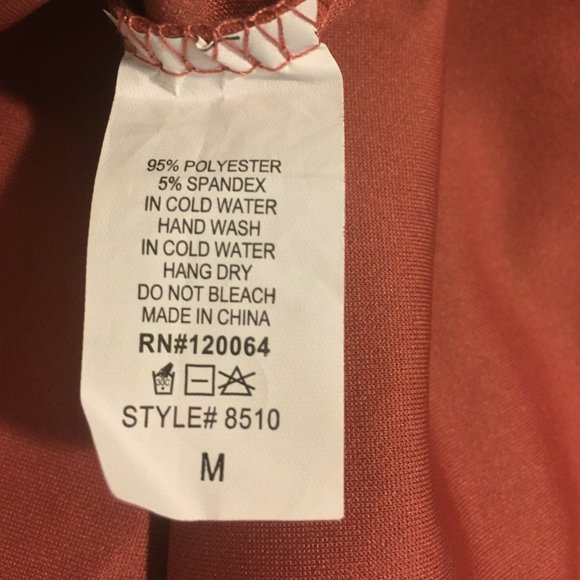 95% POLYESTER
5% SPANDEX
IN COLD WATER
HAND WASH
IN COLD WATER
HANG DRY
DO NOT BLEACH
MADE IN CHINA
RN#120064
30C
STYLE# 8510
M